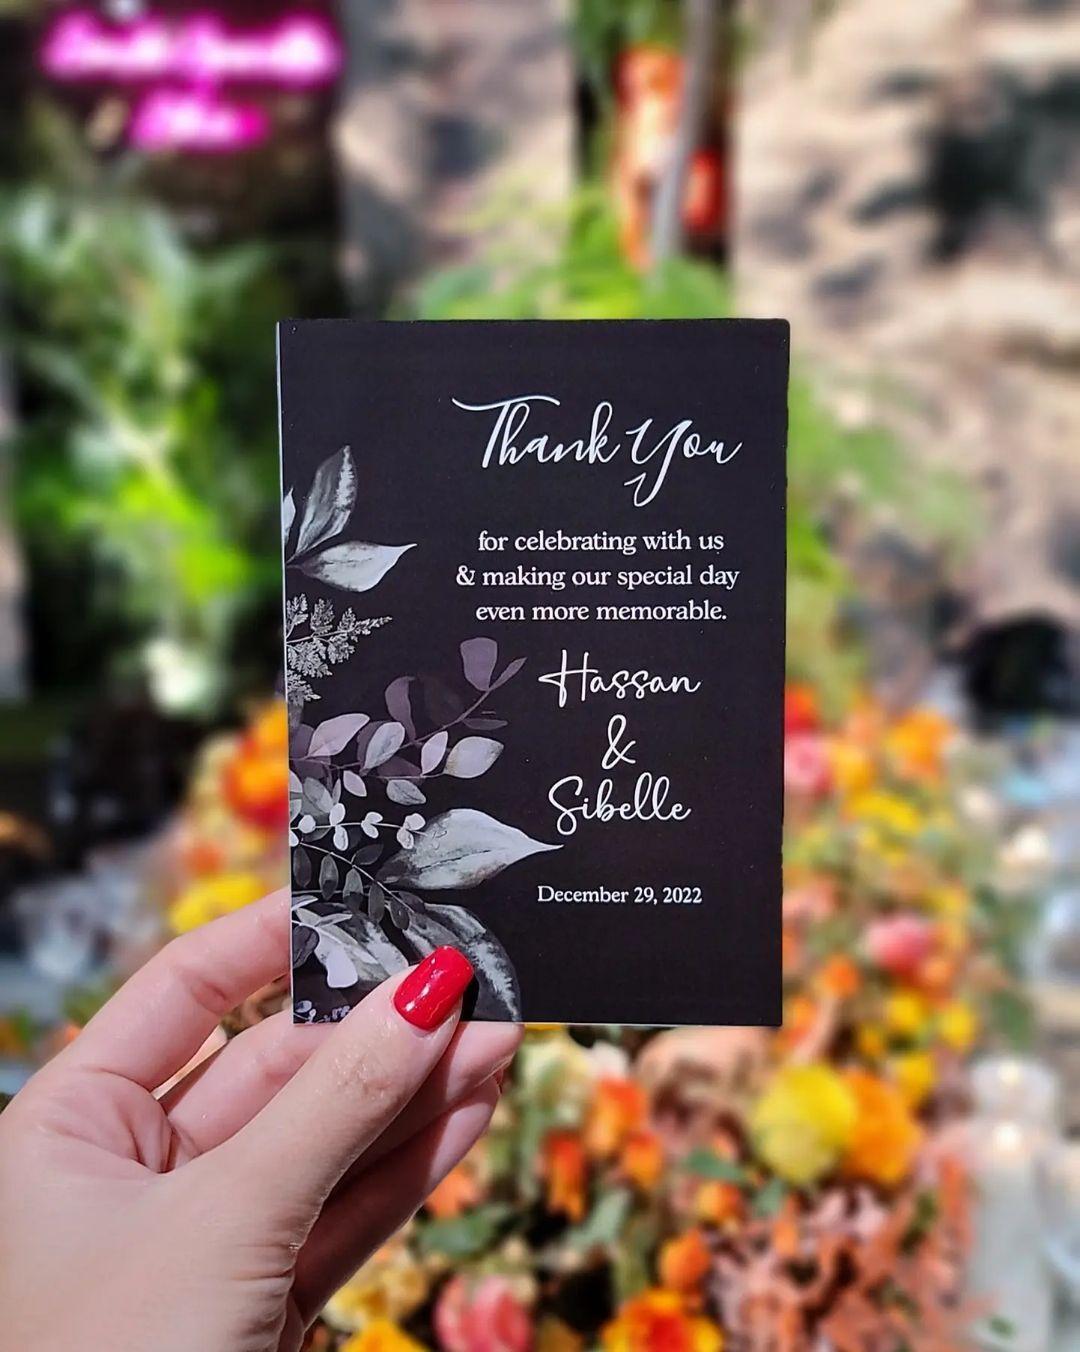 Thank You
for celebrating with us
& making our special day
even more memorable.
Hassan
&
Sibelle
December 29, 2022